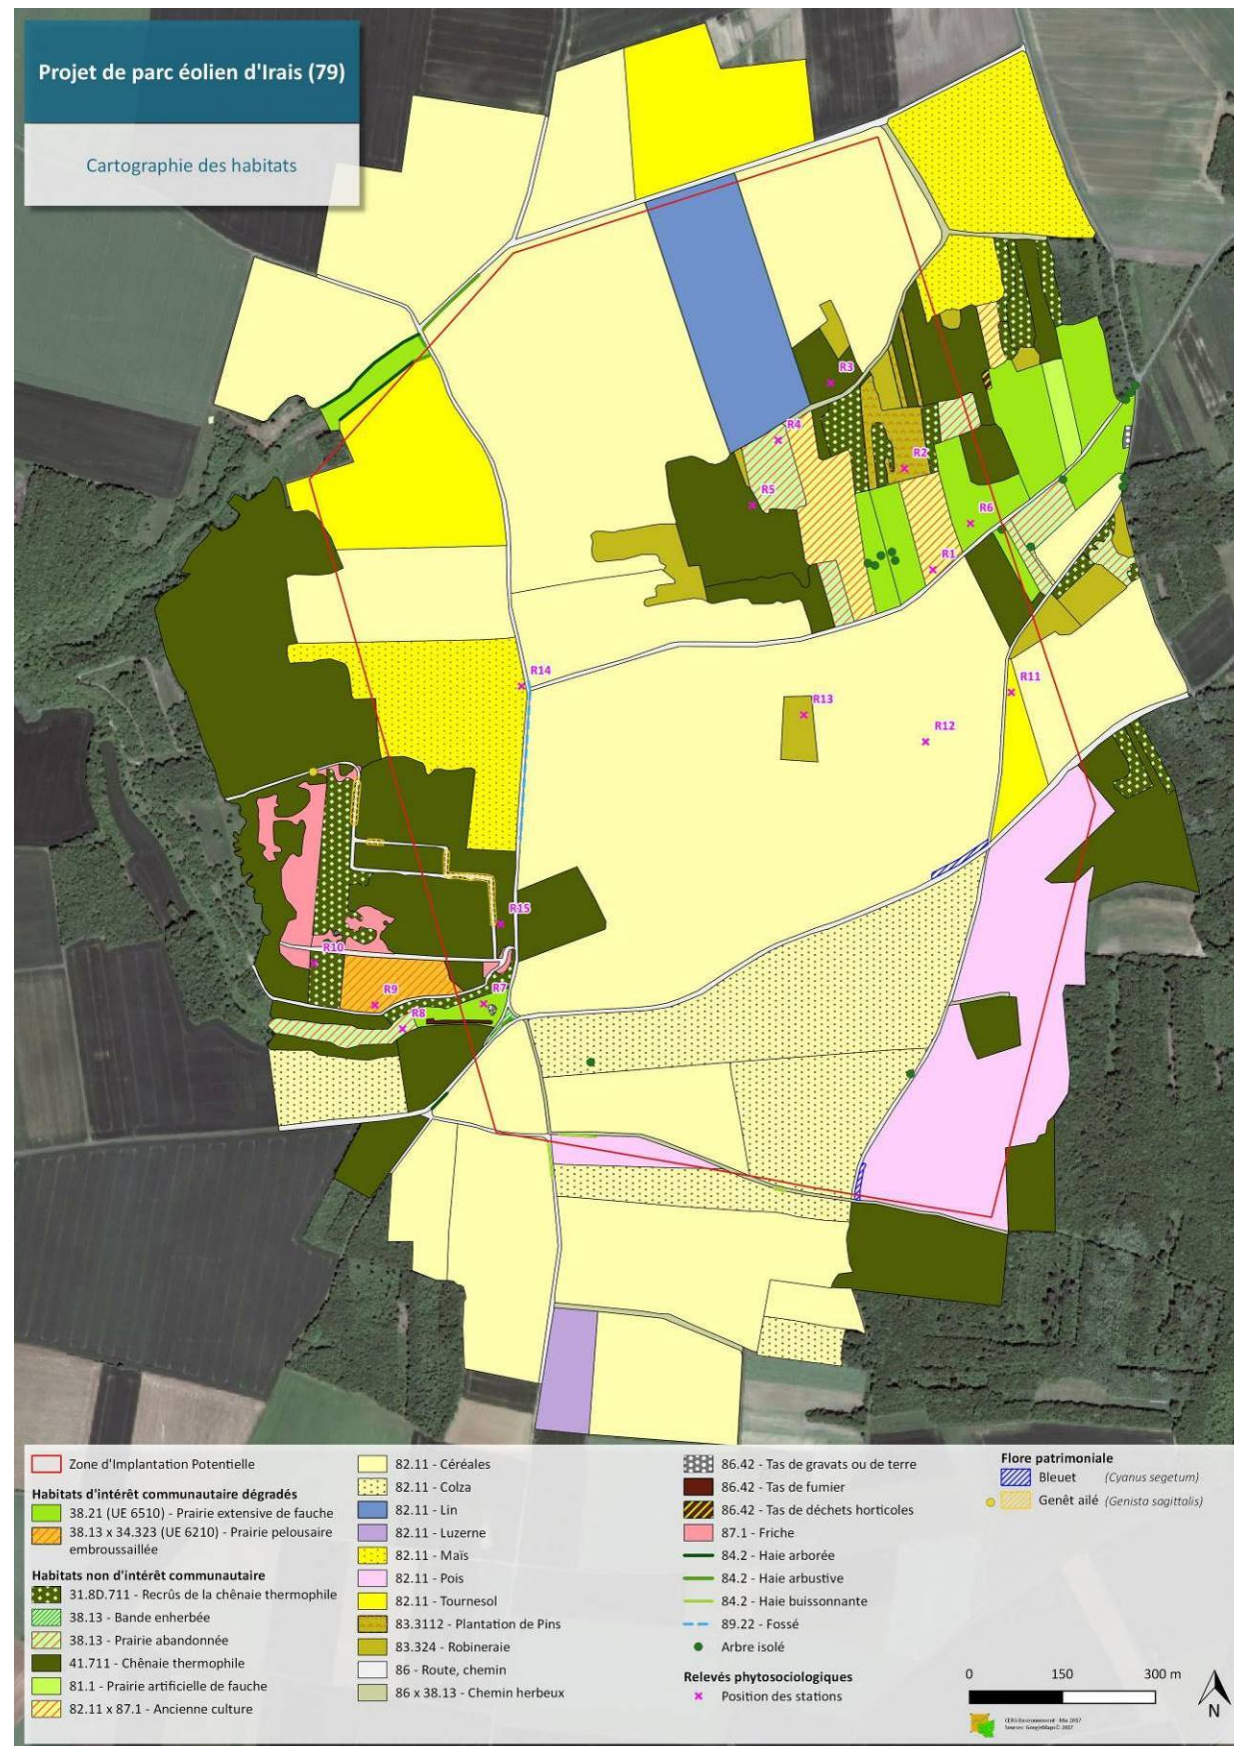 Projet de parc éolien d'Irais (79)
Cartographie des habitats
R3
R4
R2
R5
R6
R1
R14
R11
R13
R12
R15
R10
R7
R9
R8
Zone d'Implantation Potentielle
Habitats d'intérêt communautaire dégradés
38.21 (UE 6510) - Prairie extensive de fauche
38.13 x 34.323 (UE 6210) - Prairie pelousaire
embroussaillée
Habitats non d'intérêt communautaire
31.8D.711 - Recrûs de la chênaie thermophile
38.13 - Bande enherbée
38.13 - Prairie abandonnée
41.711 - Chênaie thermophile
81.1 - Prairie artificielle de fauche
82.11 x 87.1 - Ancienne culture
82.11 - Céréales
82.11 - Colza
82.11 - Lin
82.11 - Luzerne
82.11 - Maïs
82.11 - Pois
82.11 - Tournesol
83.3112 - Plantation de Pins
83.324 - Robineraie
86 - Route, chemin
86 x 38.13 - Chemin herbeux
86.42 - Tas de gravats ou de terre
86.42 - Tas de fumier
86.42 - Tas de déchets horticoles
87.1 - Friche
84.2 - Haie arborée
84.2 - Haie arbustive
84.2 - Haie buissonnante
89.22 - Fossé
Arbre isolé
Relevés phytosociologiques
Position des stations
Flore patrimoniale
Bleuet (Cyanus segetum)
Genêt ailé (Genista sagittalis)
0 150 300 m
N
Environnement - Mai 2017
Sources: GoogleMaps © 2017